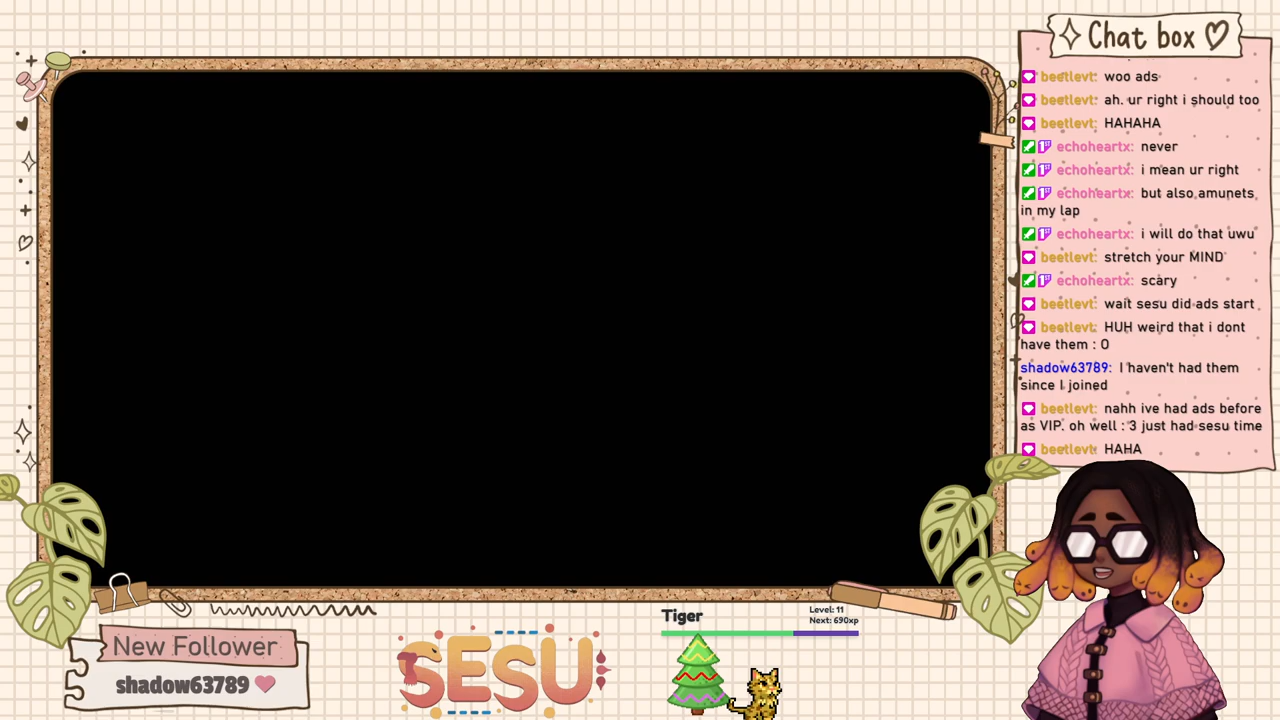 Chat box
beetlevt: woo ads
beetlevt: ah. ur right i should too
beetlevt: HAHAHA
echoheartx: never
echoheartx: i mean ur right
echoheartx: but also amunets
in my lap
echoheartx: i will do that uwu
beetlevt: stretch your MIND
echoheartx: scary
beetlevt: wait sesu did ads start
beetlevt: HUH weird that i dont
have them : O
shadow63789: I haven't had them
since I joined
beetlevt: nahh ive had ads before
as VIP. oh well : 3 just had sesu time
beetlevt: HAHA
New Follower
shadow63789
SESU
Tiger
Level: 11
Next: 690xp